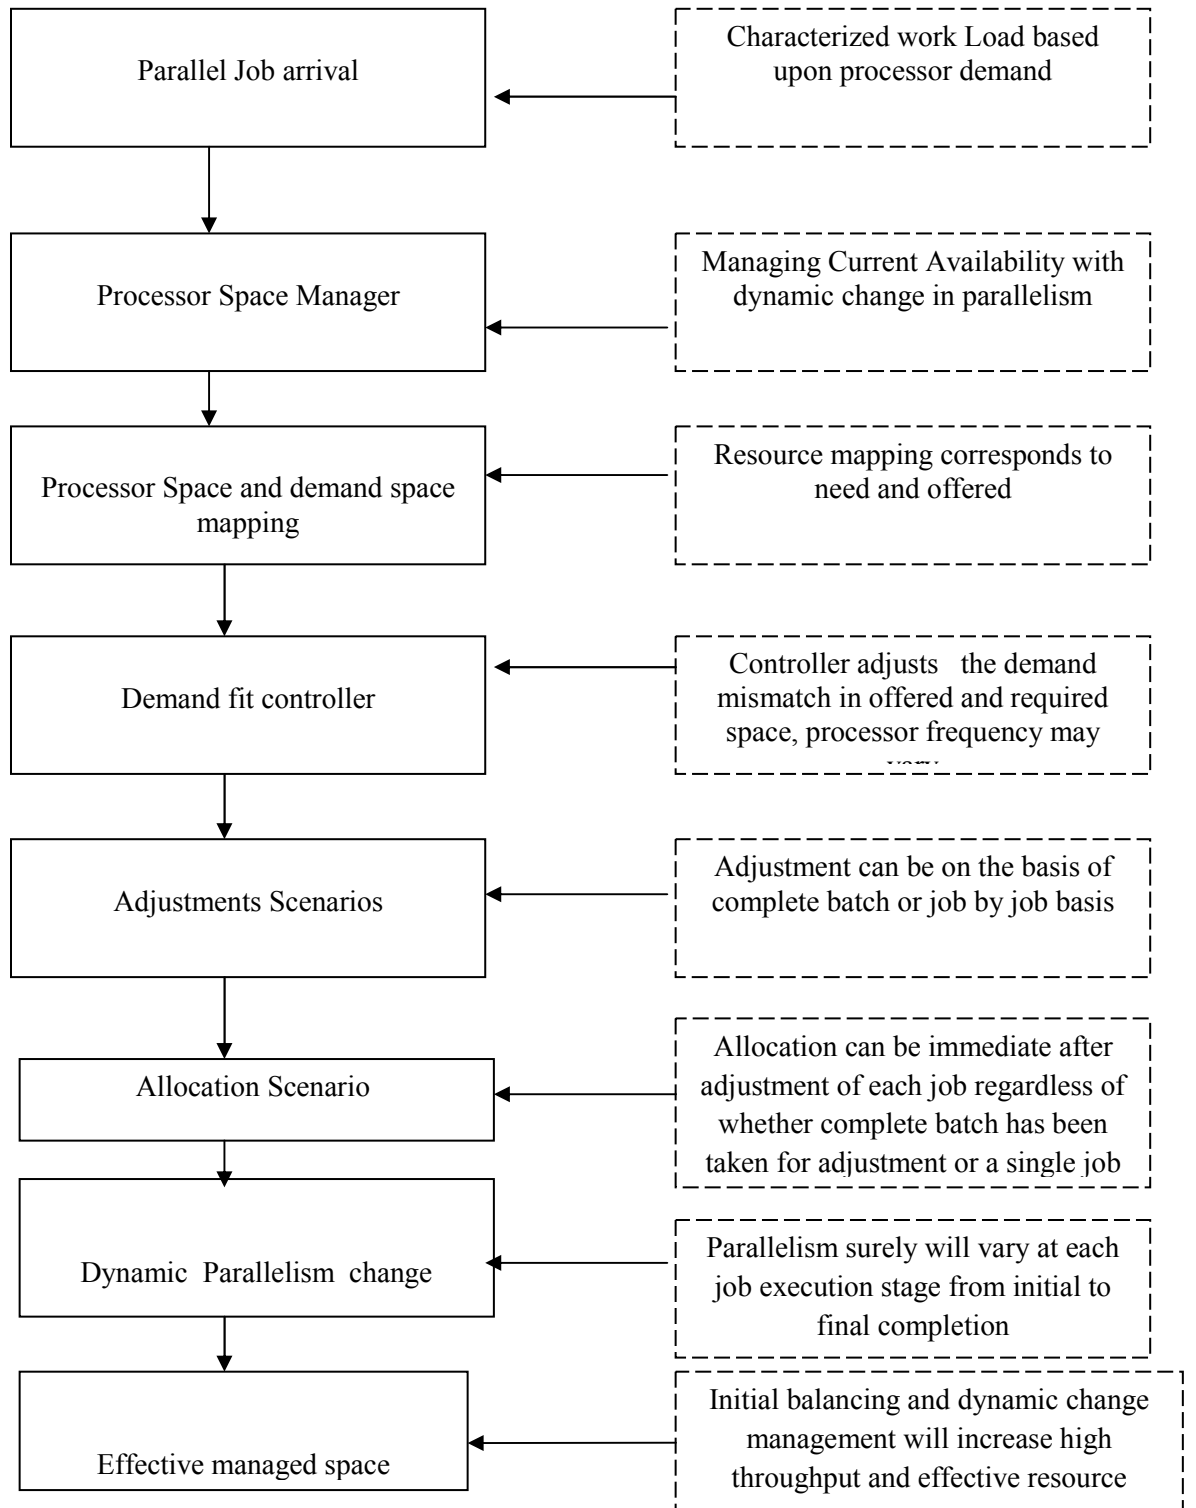 Parallel Job arrival
Characterized work Load based
upon processor demand
Processor Space Manager
Managing Current Availability with
dynamic change in parallelism
Processor Space and demand space
mapping
Resource mapping corresponds to
need and offered
Demand fit controller
Controller adjusts the demand
mismatch in offered and required
space, processor frequency may
Adjustments Scenarios
Adjustment can be on the basis of
complete batch or job by job basis
Allocation Scenario
Allocation can be immediate after
adjustment of each job regardless of
whether complete batch has been
taken for adjustment or a single job
Dynamic Parallelism change
Parallelism surely will vary at each
job execution stage from initial to
final completion
Effective managed space
Initial balancing and dynamic change
management will increase high
throughput and effective resource